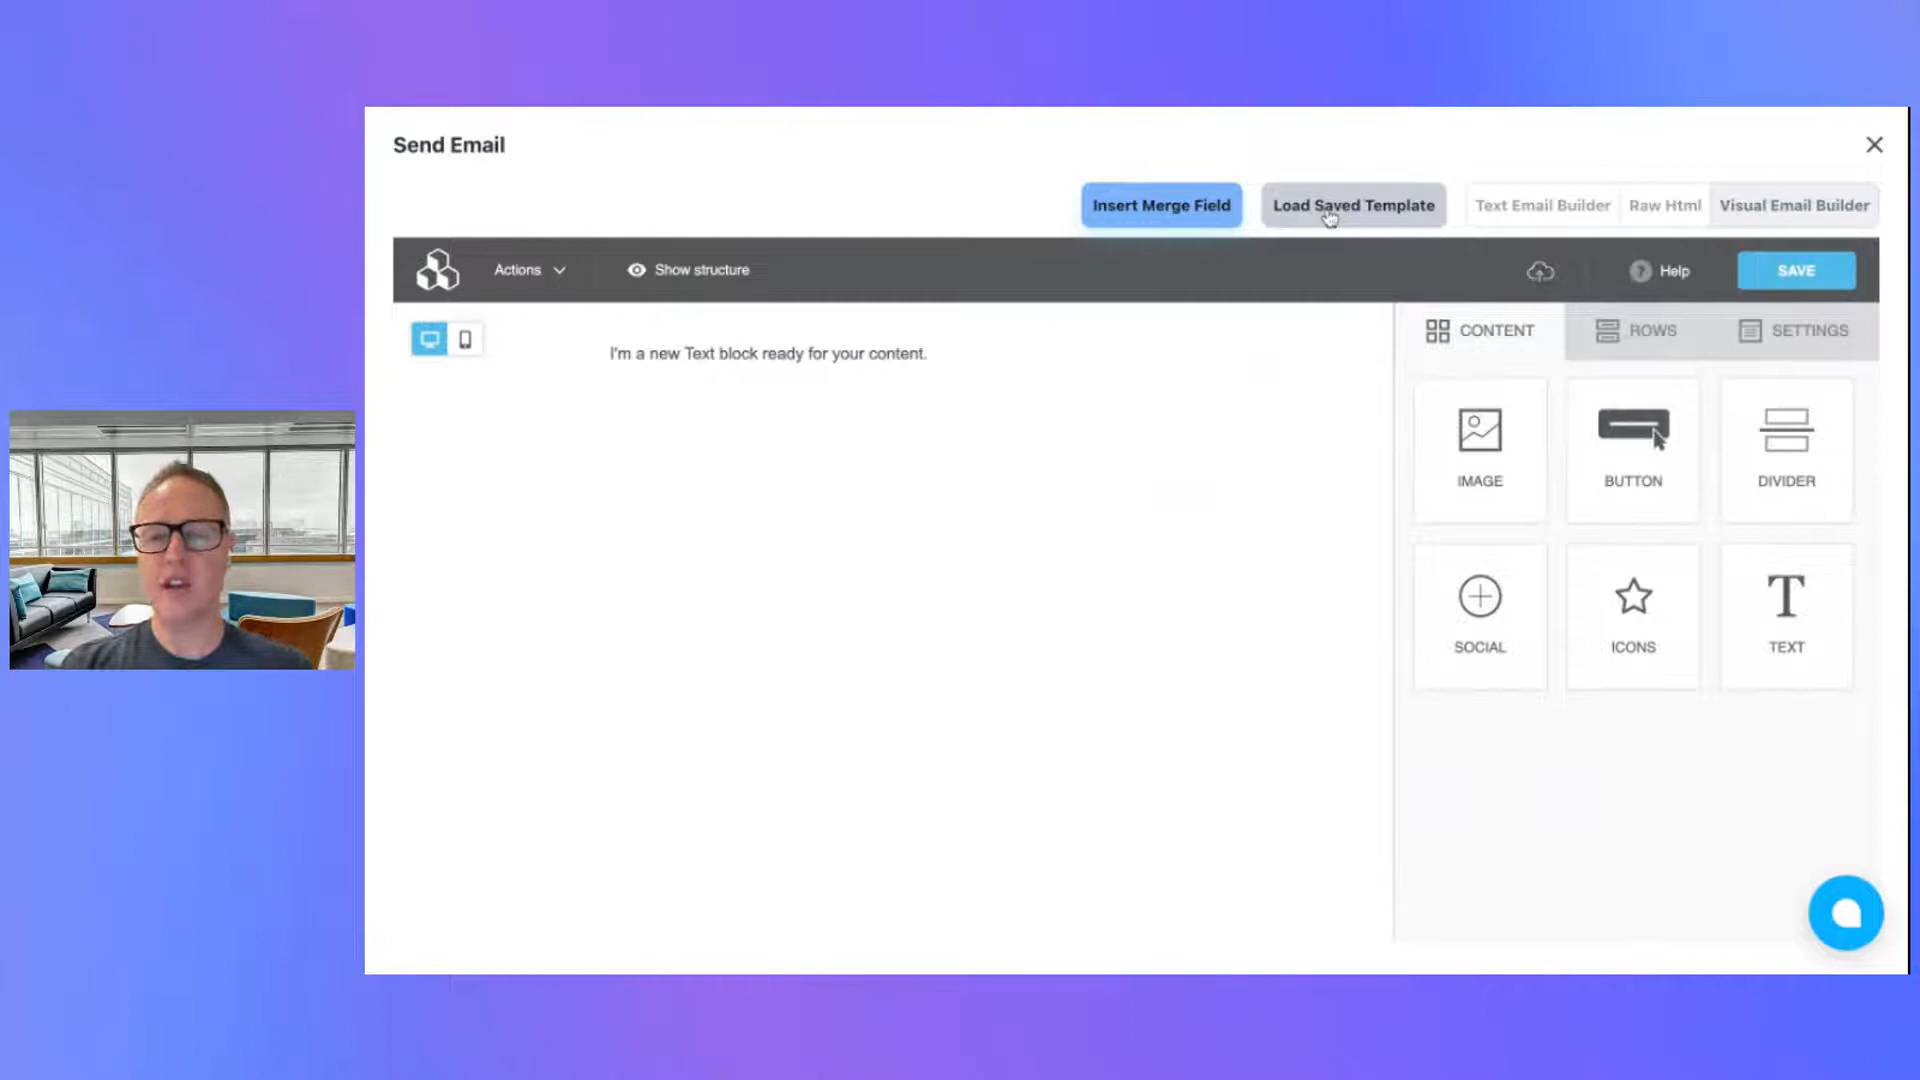 Send Email
Insert Merge Field
Load Saved Template
Text Email Builder
Raw Html
Visual Email Builder
Actions
Show structure
? Help
SAVE
CONTENT
ROWS
SETTINGS
I'm a new Text block ready for your content.
IMAGE
BUTTON
DIVIDER
SOCIAL
ICONS
TEXT